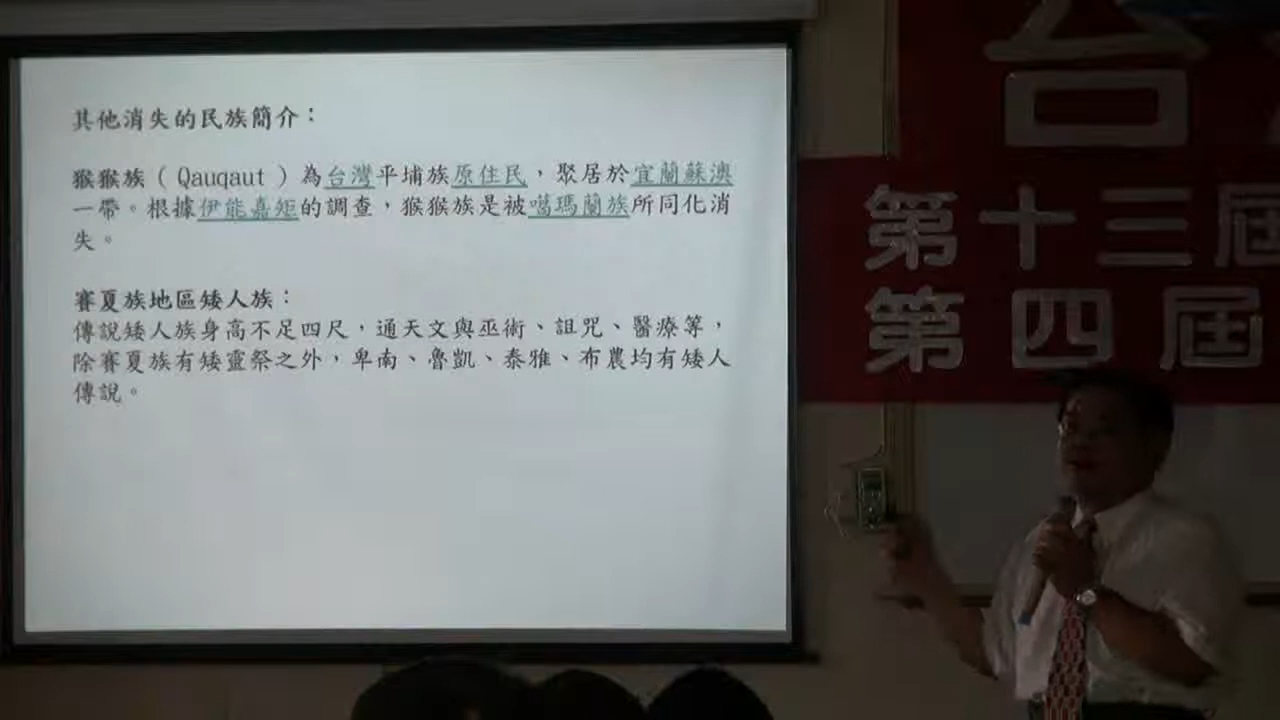 其他消失的民族簡介：
猴猴族（Qauqaut）為台灣平埔族原住民，聚居於宜蘭蘇澳
一帶。根據伊能嘉矩的調查，猴猴族是被噶瑪蘭族所同化消
失。
賽夏族地區矮人族：
傳說矮人族身高不足四尺，通天文與巫術、詛咒、醫療等，
除賽夏族有矮靈祭之外，卑南、魯凱、泰雅、布農均有矮人
傳說。
台
第十三屆
第四屆